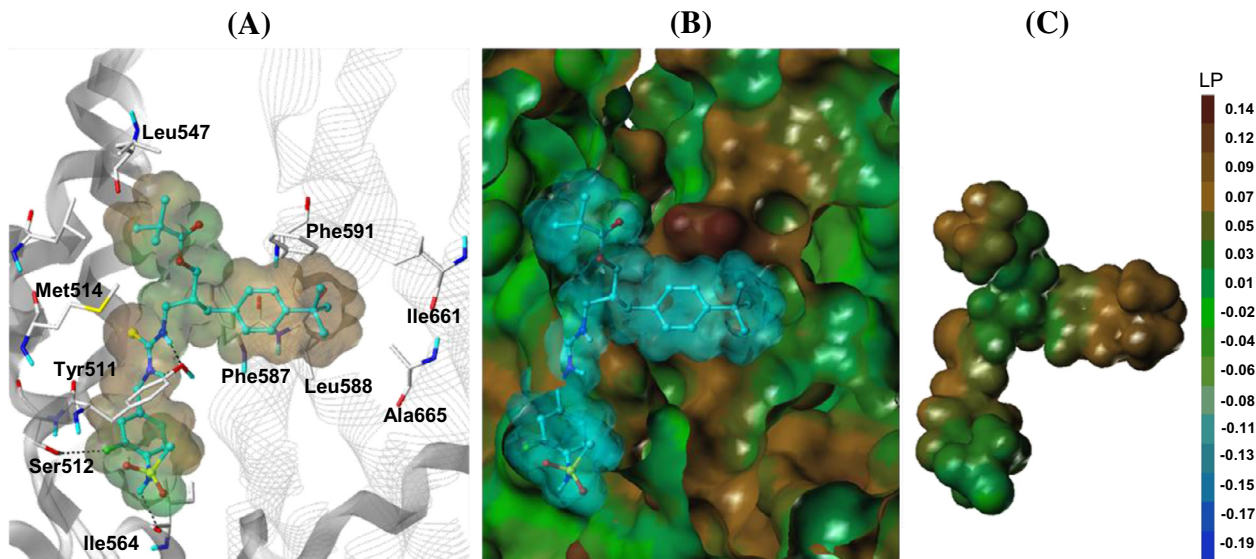 (A)
(B)
(C)
Leu547
Phe591
Met514
Ile661
Tyr511
Phe587
Leu588
Ala665
Ser512
Ile564
LP
0.14
0.12
0.09
0.07
0.05
0.03
0.01
-0.02
-0.04
-0.06
-0.08
-0.11
-0.13
-0.15
-0.17
-0.19